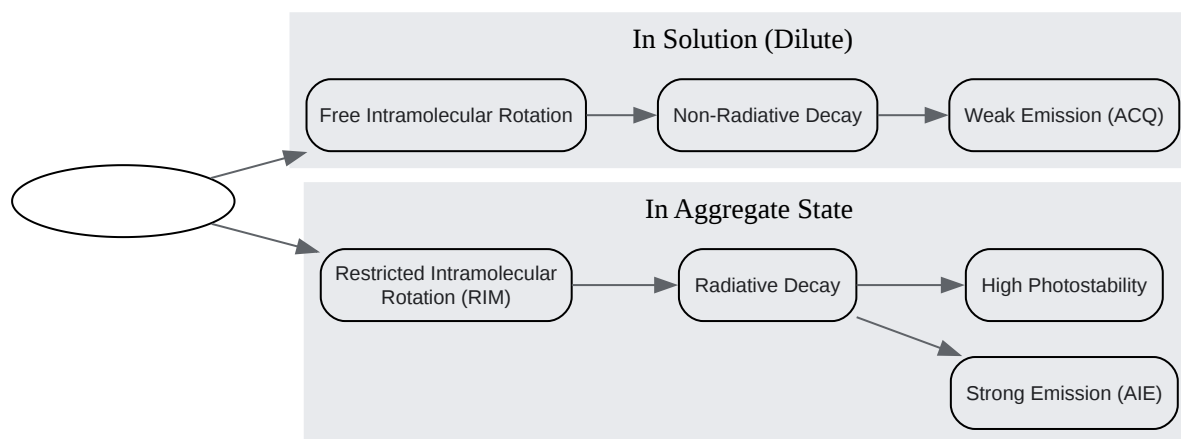 In Solution (Dilute)
Free Intramolecular Rotation
Non-Radiative Decay
Weak Emission (ACQ)
In Aggregate State
Restricted Intramolecular
Rotation (RIM)
Radiative Decay
High Photostability
Strong Emission (AIE)